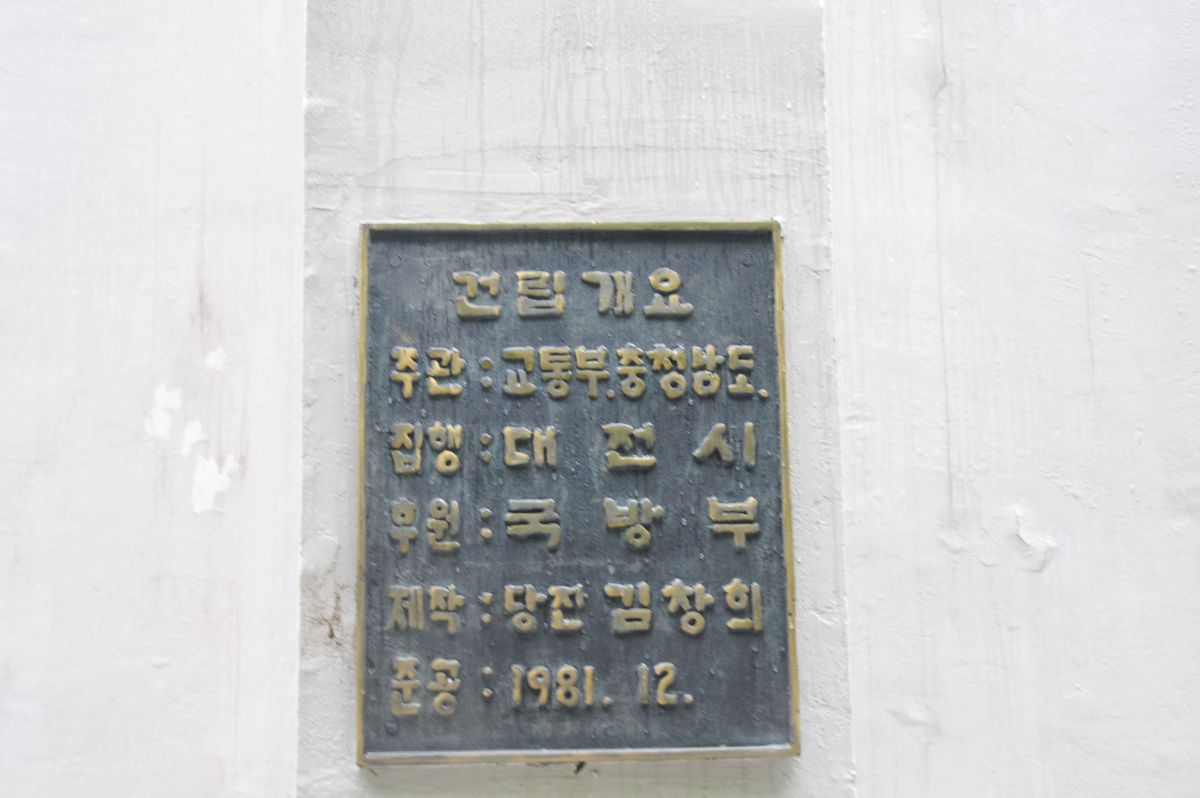 건립개요
주관 : 교통부.충청남도.
집행 : 대 전 시
후원 : 국 방 부
제작 : 당진 김창희
준공 : 1981. 12.